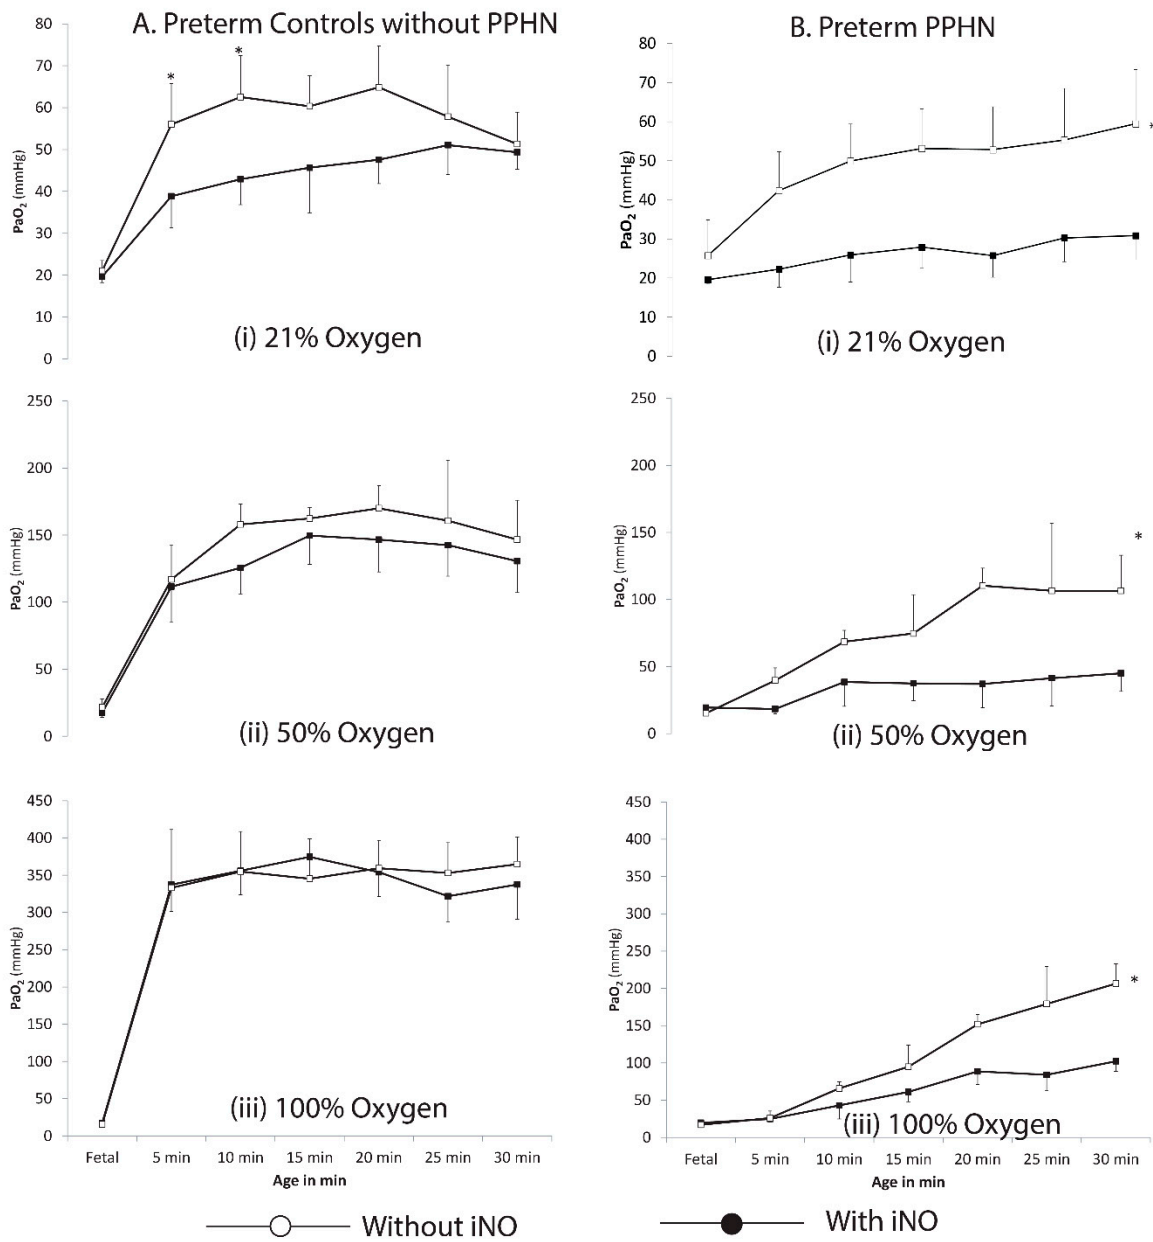 A. Preterm Controls without PPHN
80
70
60
50
40
30
20
10
0
PaO2 (mmHg)
*
*
(i) 21% Oxygen
B. Preterm PPHN
80
70
60
50
40
30
20
10
0
PaO2 (mmHg)
*
(i) 21% Oxygen
250
200
150
100
50
0
PaO2 (mmHg)
(ii) 50% Oxygen
250
200
150
100
50
0
PaO2 (mmHg)
*
(ii) 50% Oxygen
450
400
350
300
250
200
150
100
50
0
PaO2 (mmHg)
(iii) 100% Oxygen
Fetal 5 min 10 min 15 min 20 min 25 min 30 min
Age in min
450
400
350
300
250
200
150
100
50
0
PaO2 (mmHg)
*
(iii) 100% Oxygen
Fetal 5 min 10 min 15 min 20 min 25 min 30 min
Age in min
Without iNO
With iNO